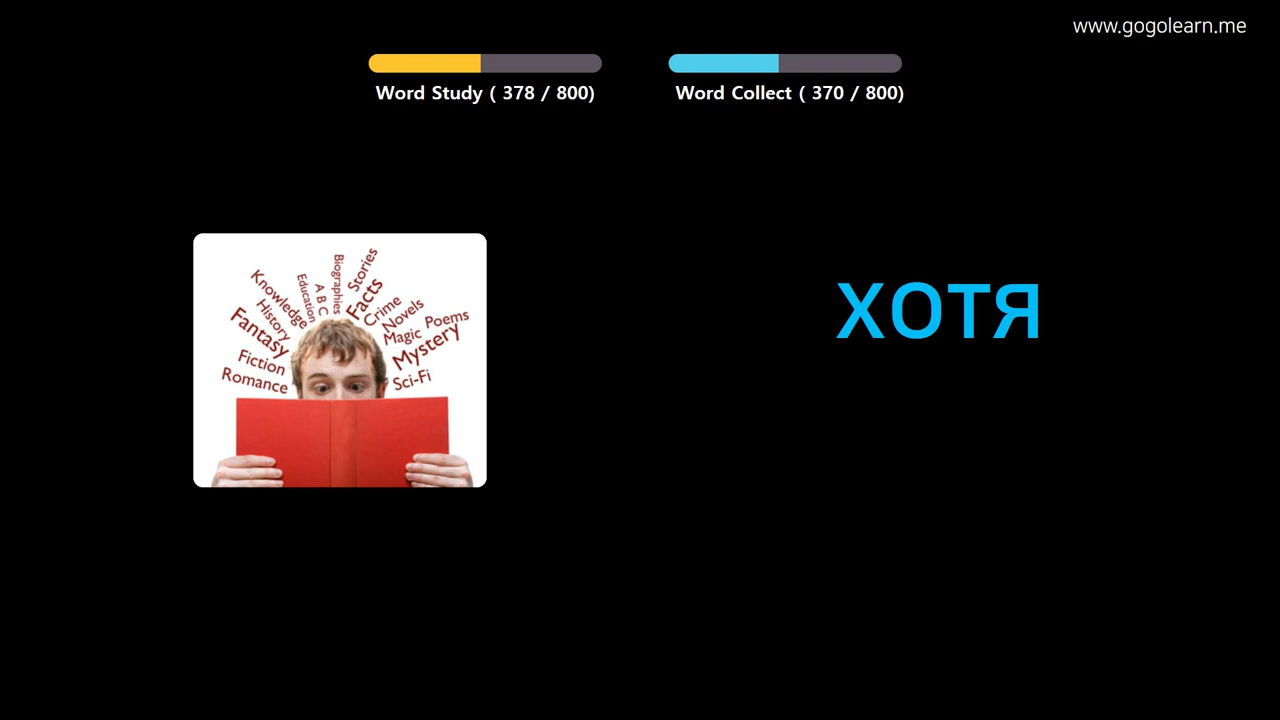 www.gogolearn.me
Word Study ( 378 / 800)
Word Collect ( 370 / 800)
хотя
Knowledge
History
Fantasy
Fiction
Romance
Education
A B C
Biographies
Stories
Facts
Crime
Novels
Magic
Poems
Mystery
Sci-Fi